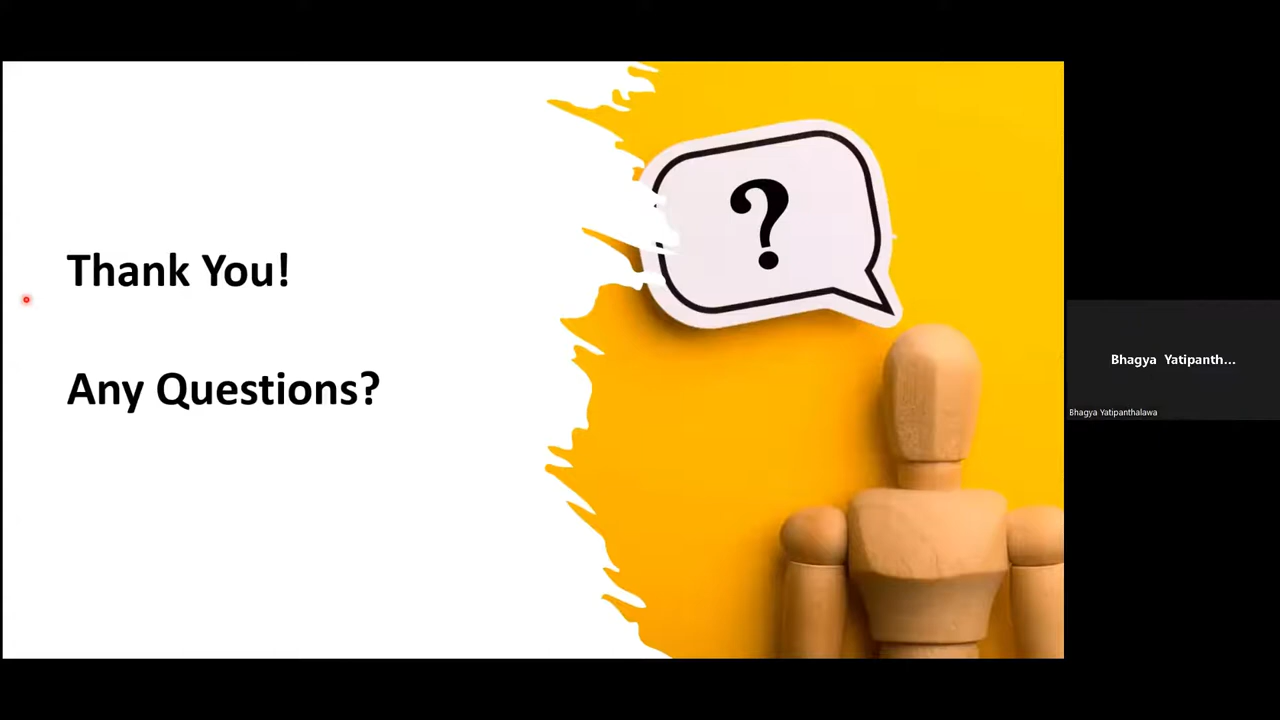 Thank You!
Any Questions?
?
Bhagya Yatipanth...
Bhagya Yatipanthalawa